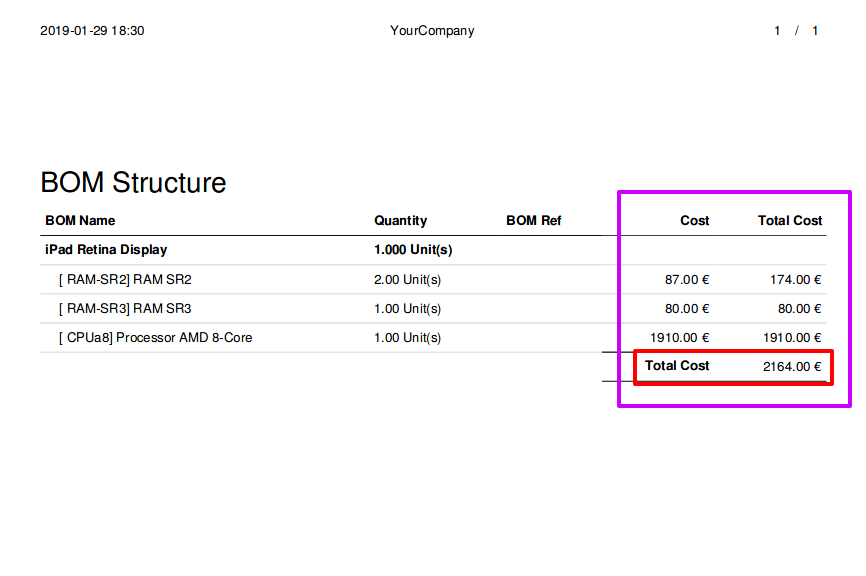 2019-01-29 18:30 YourCompany 1 / 1
BOM Structure
BOM Name Quantity BOM Ref Cost Total Cost
iPad Retina Display 1.000 Unit(s)
[ RAM-SR2] RAM SR2 2.00 Unit(s) 87.00 € 174.00 €
[ RAM-SR3] RAM SR3 1.00 Unit(s) 80.00 € 80.00 €
[ CPUa8] Processor AMD 8-Core 1.00 Unit(s) 1910.00 € 1910.00 €
Total Cost 2164.00 €